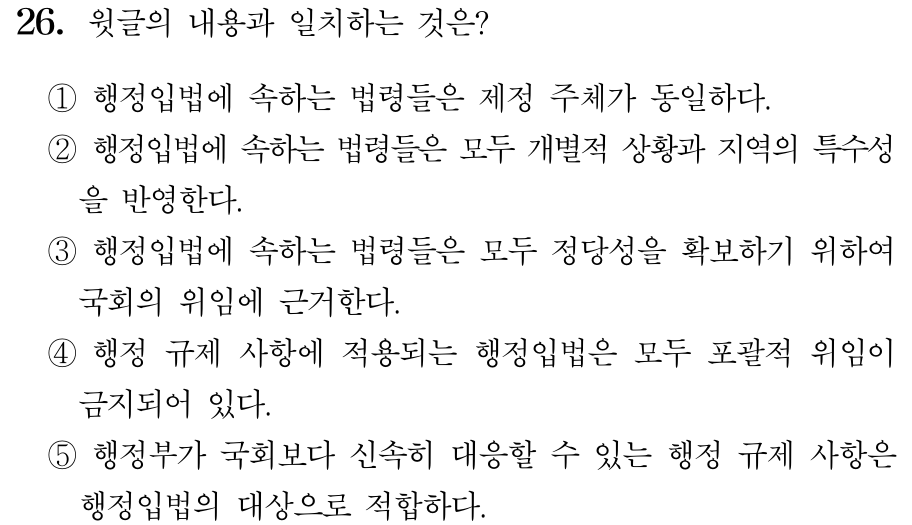 26. 윗글의 내용과 일치하는 것은?
① 행정입법에 속하는 법령들은 제정 주체가 동일하다.
② 행정입법에 속하는 법령들은 모두 개별적 상황과 지역의 특수성
을 반영한다.
③ 행정입법에 속하는 법령들은 모두 정당성을 확보하기 위하여
국회의 위임에 근거한다.
④ 행정 규제 사항에 적용되는 행정입법은 모두 포괄적 위임이
금지되어 있다.
⑤ 행정부가 국회보다 신속히 대응할 수 있는 행정 규제 사항은
행정입법의 대상으로 적합하다.